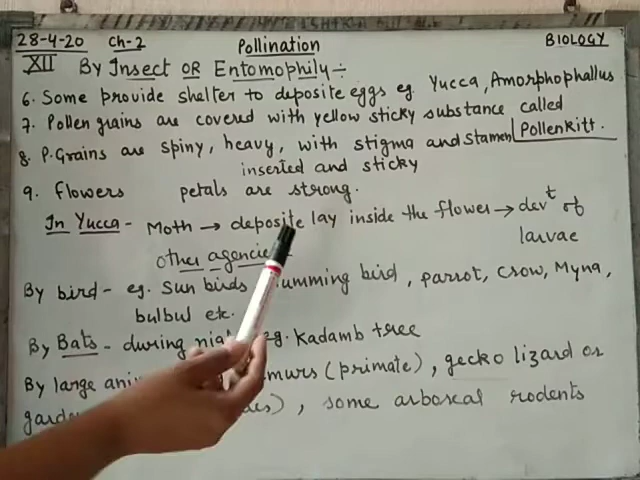 28-4-20 Ch-2 Pollination BIOLOGY
XII By Insect OR Entomophily :-
6. Some provide shelter to deposite eggs eg. Yucca, Amorphophallus
7. Pollen grains are covered with yellow sticky substance called Pollenkitt.
8. P. Grains are spiny, heavy, with stigma and stamen inserted and sticky
9. Flowers petals are strong.
In Yucca - Moth → deposite lay inside the flower → devt of larvae
other agencie
By bird - eg. Sun birds, Humming bird, parrot, Crow, Myna,
bulbul etc.
By Bats - during nig eg. Kadamb tree
By large ani murs (primate), gecko lizard or
garde , some arboreal rodents